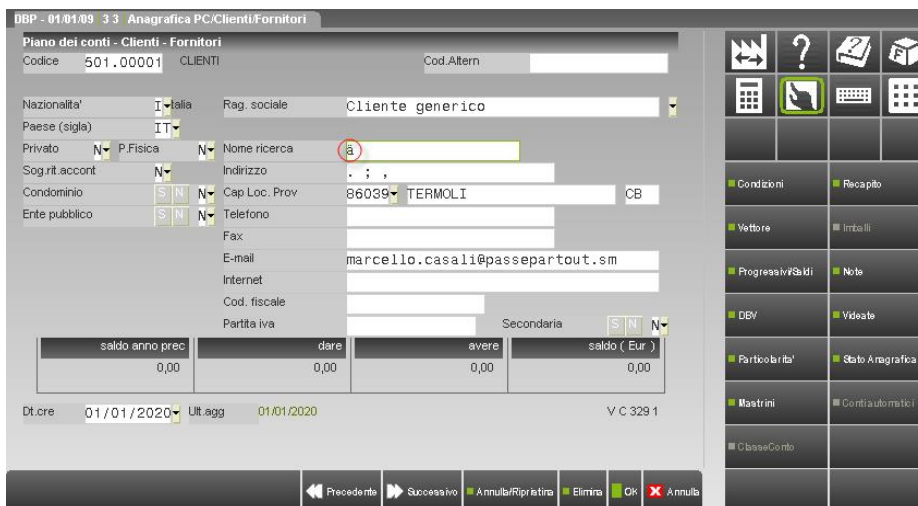 DBP - 01/01/09 3 3 Anagrafica PC/Clienti/Fornitori
Piano dei conti - Clienti - Fornitori
Codice 501.00001 CLIENTI Cod.Altern
Nazionalita' I talia Rag. sociale Cliente generico
Paese (sigla) IT
Privato N P.Fisica N Nome ricerca ä
Sog.rit.accont N Indirizzo . ; ,
Condominio S N N Cap Loc. Prov 86039 TERMOLI CB
Ente pubblico S N N Telefono
Fax
E-mail marcello.casali@passepartout.sm
Internet
Cod. fiscale
Partita iva Secondaria S N N
saldo anno prec dare avere saldo ( Eur )
0,00 0,00 0,00 0,00
Dt.cre 01/01/2020 Ult.agg 01/01/2020 V C 329 1
Precedente Successivo Annulla/Ripristina Elimina Ok Annulla
?
F
Condizioni Recapito
Vettore Imballi
Progressivi/Saldi Note
DBV Videate
Particolarita' Stato Anagrafica
Mastrini Contiautomatici
ClasseConto